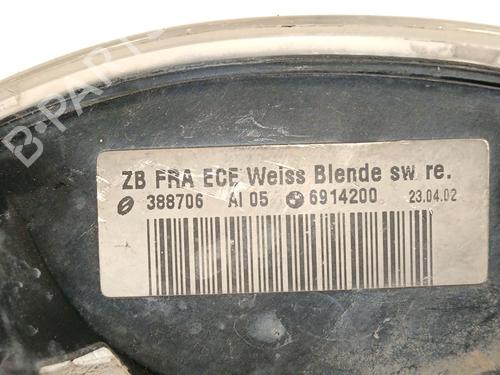 ZB FRA ECE Weiss Blende sw re.
388706 AI 05 6914200 23.04.02
B-PARTS